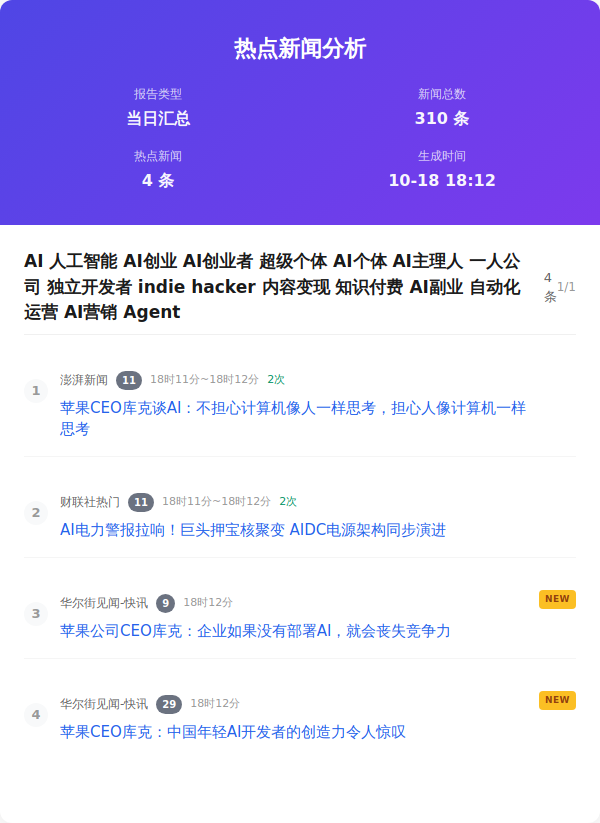 热点新闻分析
报告类型
新闻总数
当日汇总
310 条
热点新闻
生成时间
4 条
10-18 18:12
AI 人工智能 AI创业 AI创业者 超级个体 AI个体 AI主理人 一人公
司 独立开发者 indie hacker 内容变现 知识付费 AI副业 自动化
运营 AI营销 Agent
4
条
1/1
1
澎湃新闻 11 18时11分~18时12分 2次
苹果CEO库克谈AI：不担心计算机像人一样思考，担心人像计算机一样
思考
2
财联社热门 11 18时11分~18时12分 2次
AI电力警报拉响！巨头押宝核聚变 AIDC电源架构同步演进
3
华尔街见闻-快讯 9 18时12分
NEW
苹果公司CEO库克：企业如果没有部署AI，就会丧失竞争力
4
华尔街见闻-快讯 29 18时12分
NEW
苹果CEO库克：中国年轻AI开发者的创造力令人惊叹